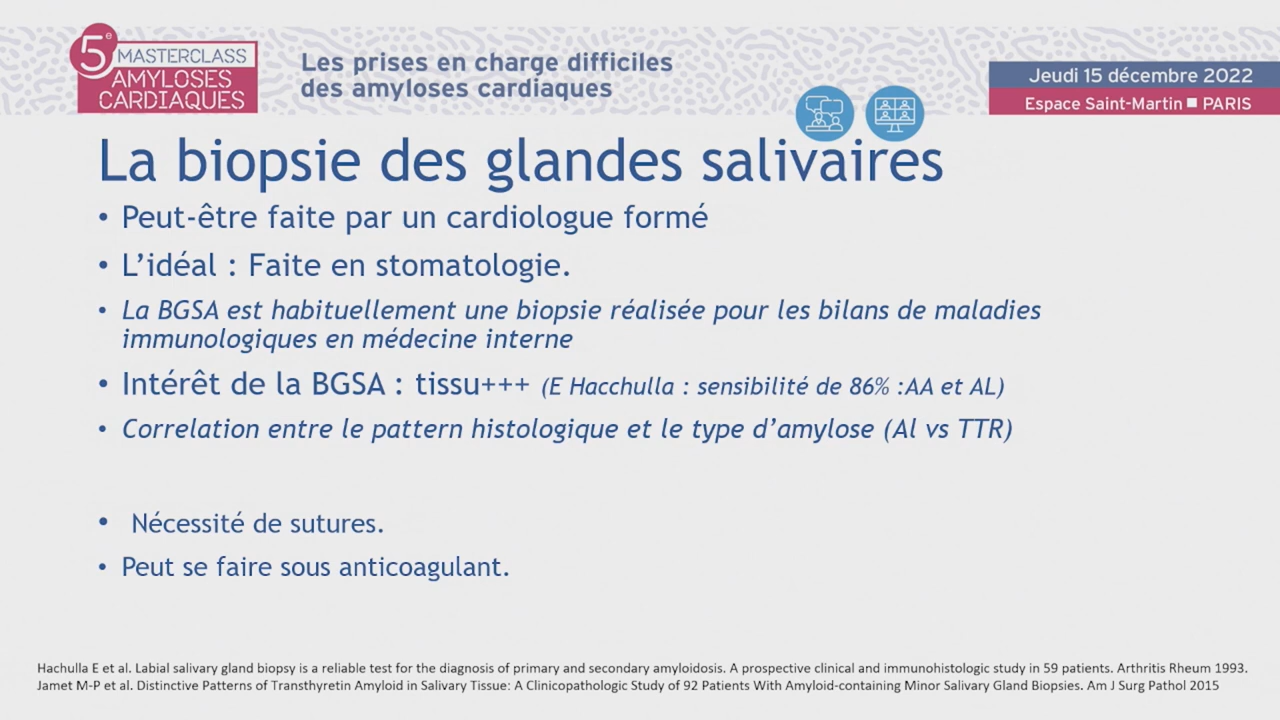 5e
MASTERCLASS
AMYLOSES
CARDIAQUES
Les prises en charge difficiles
des amyloses cardiaques
Jeudi 15 décembre 2022
Espace Saint-Martin ■ PARIS
La biopsie des glandes salivaires
• Peut-être faite par un cardiologue formé
• L’idéal : Faite en stomatologie.
• La BGSA est habituellement une biopsie réalisée pour les bilans de maladies
immunologiques en médecine interne
• Intérêt de la BGSA : tissu+++ (E Hacchulla : sensibilité de 86% :AA et AL)
• Correlation entre le pattern histologique et le type d’amylose (Al vs TTR)
• Nécessité de sutures.
• Peut se faire sous anticoagulant.
Hachulla E et al. Labial salivary gland biopsy is a reliable test for the diagnosis of primary and secondary amyloidosis. A prospective clinical and immunohistologic study in 59 patients. Arthritis Rheum 1993.
Jamet M-P et al. Distinctive Patterns of Transthyretin Amyloid in Salivary Tissue: A Clinicopathologic Study of 92 Patients With Amyloid-containing Minor Salivary Gland Biopsies. Am J Surg Pathol 2015